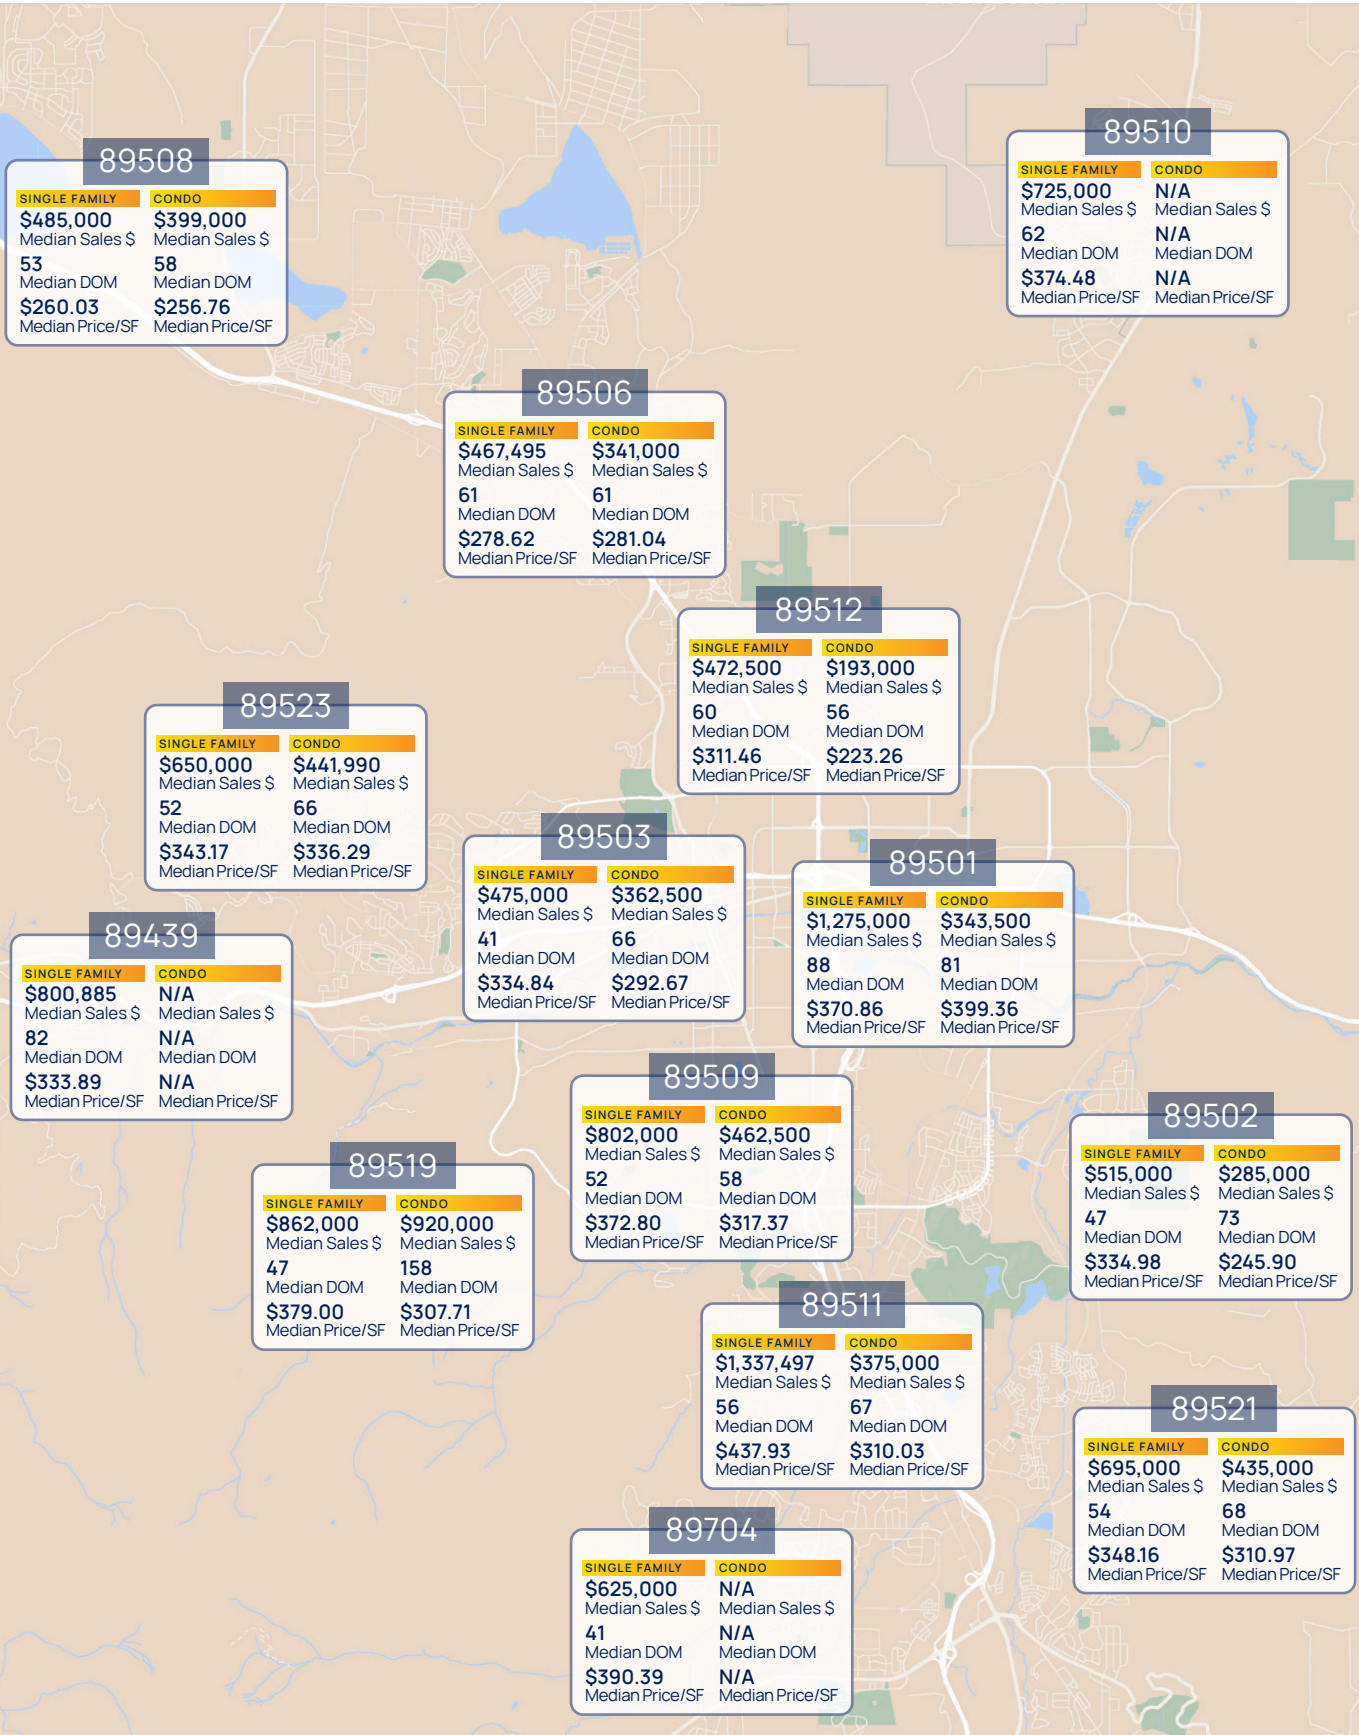 89508
SINGLE FAMILY CONDO
$485,000 $399,000
Median Sales $ Median Sales $
53 58
Median DOM Median DOM
$260.03 $256.76
Median Price/SF Median Price/SF
89510
SINGLE FAMILY CONDO
$725,000 N/A
Median Sales $ Median Sales $
62 N/A
Median DOM Median DOM
$374.48 N/A
Median Price/SF Median Price/SF
89506
SINGLE FAMILY CONDO
$467,495 $341,000
Median Sales $ Median Sales $
61 61
Median DOM Median DOM
$278.62 $281.04
Median Price/SF Median Price/SF
89512
SINGLE FAMILY CONDO
$472,500 $193,000
Median Sales $ Median Sales $
60 56
Median DOM Median DOM
$311.46 $223.26
Median Price/SF Median Price/SF
89523
SINGLE FAMILY CONDO
$650,000 $441,990
Median Sales $ Median Sales $
52 66
Median DOM Median DOM
$343.17 $336.29
Median Price/SF Median Price/SF
89503
SINGLE FAMILY CONDO
$475,000 $362,500
Median Sales $ Median Sales $
41 66
Median DOM Median DOM
$334.84 $292.67
Median Price/SF Median Price/SF
89501
SINGLE FAMILY CONDO
$1,275,000 $343,500
Median Sales $ Median Sales $
88 81
Median DOM Median DOM
$370.86 $399.36
Median Price/SF Median Price/SF
89439
SINGLE FAMILY CONDO
$800,885 N/A
Median Sales $ Median Sales $
82 N/A
Median DOM Median DOM
$333.89 N/A
Median Price/SF Median Price/SF
89509
SINGLE FAMILY CONDO
$802,000 $462,500
Median Sales $ Median Sales $
52 58
Median DOM Median DOM
$372.80 $317.37
Median Price/SF Median Price/SF
89502
SINGLE FAMILY CONDO
$515,000 $285,000
Median Sales $ Median Sales $
47 73
Median DOM Median DOM
$334.98 $245.90
Median Price/SF Median Price/SF
89519
SINGLE FAMILY CONDO
$862,000 $920,000
Median Sales $ Median Sales $
47 158
Median DOM Median DOM
$379.00 $307.71
Median Price/SF Median Price/SF
89511
SINGLE FAMILY CONDO
$1,337,497 $375,000
Median Sales $ Median Sales $
56 67
Median DOM Median DOM
$437.93 $310.03
Median Price/SF Median Price/SF
89521
SINGLE FAMILY CONDO
$695,000 $435,000
Median Sales $ Median Sales $
54 68
Median DOM Median DOM
$348.16 $310.97
Median Price/SF Median Price/SF
89704
SINGLE FAMILY CONDO
$625,000 N/A
Median Sales $ Median Sales $
41 N/A
Median DOM Median DOM
$390.39 N/A
Median Price/SF Median Price/SF